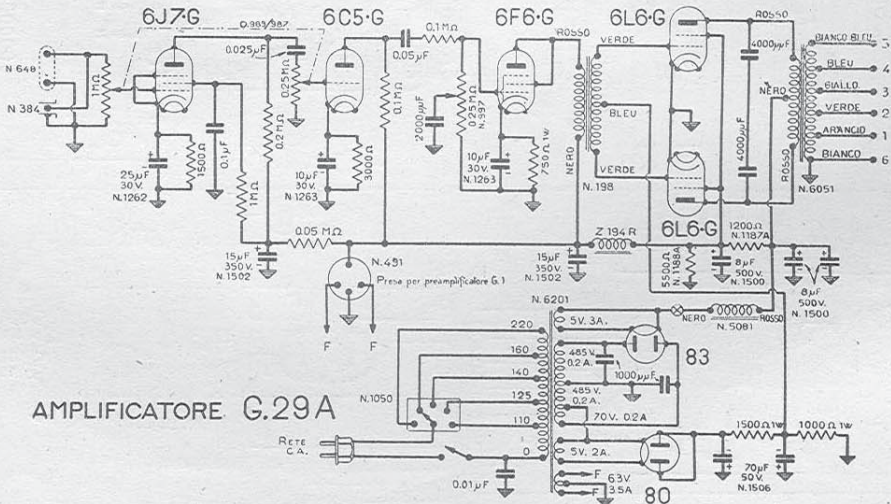 6J7·G
0.983/987
6C5·G
6F6·G
6L6·G
ROSSO
0.025µF
0.1MΩ
0.05µF
ROSSO
VERDE
4000µµF
BIANCO BLEU 5
N 648
1MΩ
0.25MΩ
BLEU 4
NERO
GIALLO 3
N 384
0.2MΩ
0.1MΩ
2000µµF
0.25MΩ
N.997
BLEU
VERDE 2
ARANCIO 1
25µF
30V.
N.1262
1500Ω
0.1µF
10µF
30V.
N.1263
3000Ω
10µF
30V.
N.1263
750Ω 1W
NERO
VERDE
N.198
4000µµF
ROSSO
BIANCO 6
N.6051
1MΩ
6L6·G
0.05 MΩ
Z 194 R
1200Ω
N.1187A
15µF
350V.
N.1502
N.491
Presa per preamplificatore G.1
15µF
350V.
N.1502
5500Ω
N.1188A
8µF
500V.
N.1500
8µF
500V.
N.1500
F
F
N.6201
220
5V. 3A.
NERO
N.5081
ROSSO
160
485V.
0.2A.
83
140
1000µµF
N.1050
125
485V.
0.2A.
AMPLIFICATORE G.29A
110
70V. 0.2A
RETE
C.A.
0
5V. 2A.
1500Ω 1W
1000Ω 1W
0.01µF
F
F
6.3V.
3.5A
80
70µF
50V.
N.1506